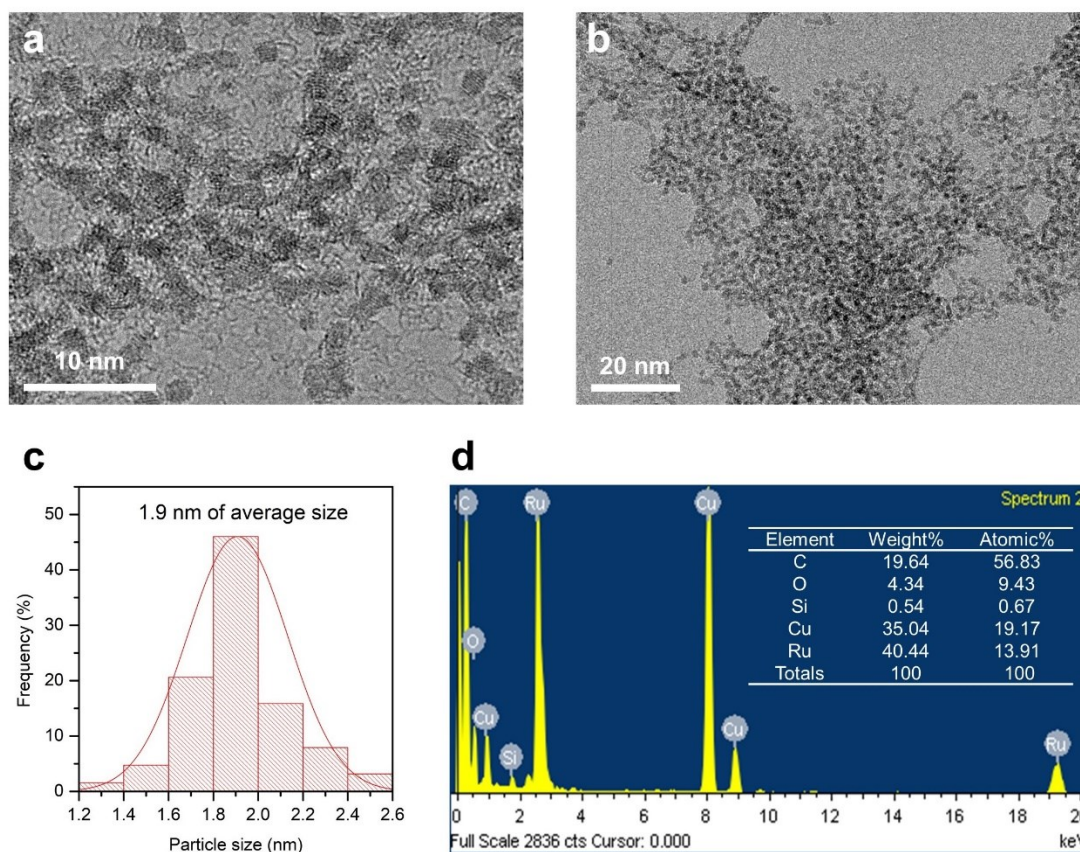 a
10 nm
b
20 nm
c
1.9 nm of average size
50
40
30
20
10
0
Frequency (%)
1.2 1.4 1.6 1.8 2.0 2.2 2.4 2.6
Particle size (nm)
d
Spectrum 2
C Ru Cu
O
Cu Si Cu Ru
Element Weight% Atomic%
C 19.64 56.83
O 4.34 9.43
Si 0.54 0.67
Cu 35.04 19.17
Ru 40.44 13.91
Totals 100 100
0 2 4 6 8 10 12 14 16 18 2
Full Scale 2836 cts Cursor: 0.000 keV